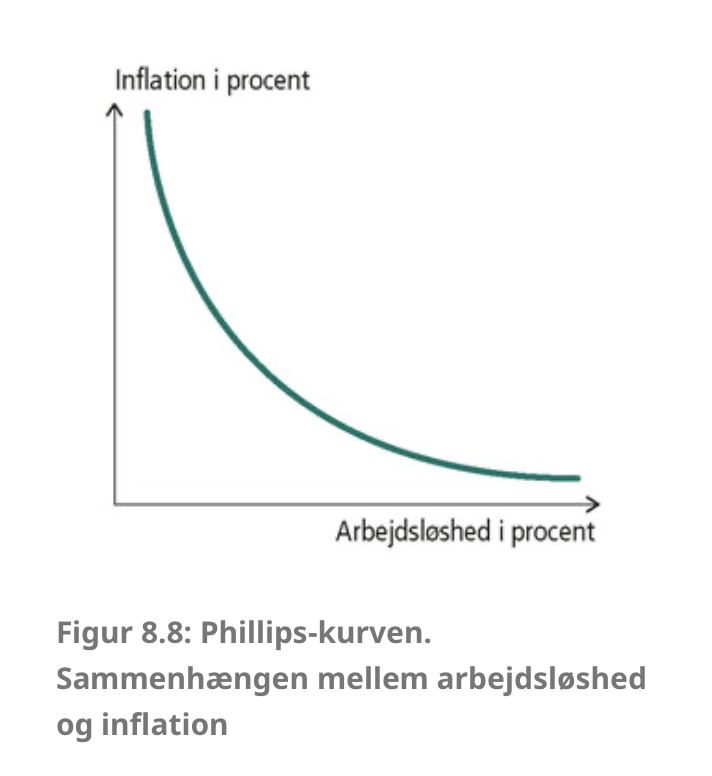 Inflation i procent
Arbejdsløshed i procent
Figur 8.8: Phillips-kurven.
Sammenhængen mellem arbejdsløshed
og inflation